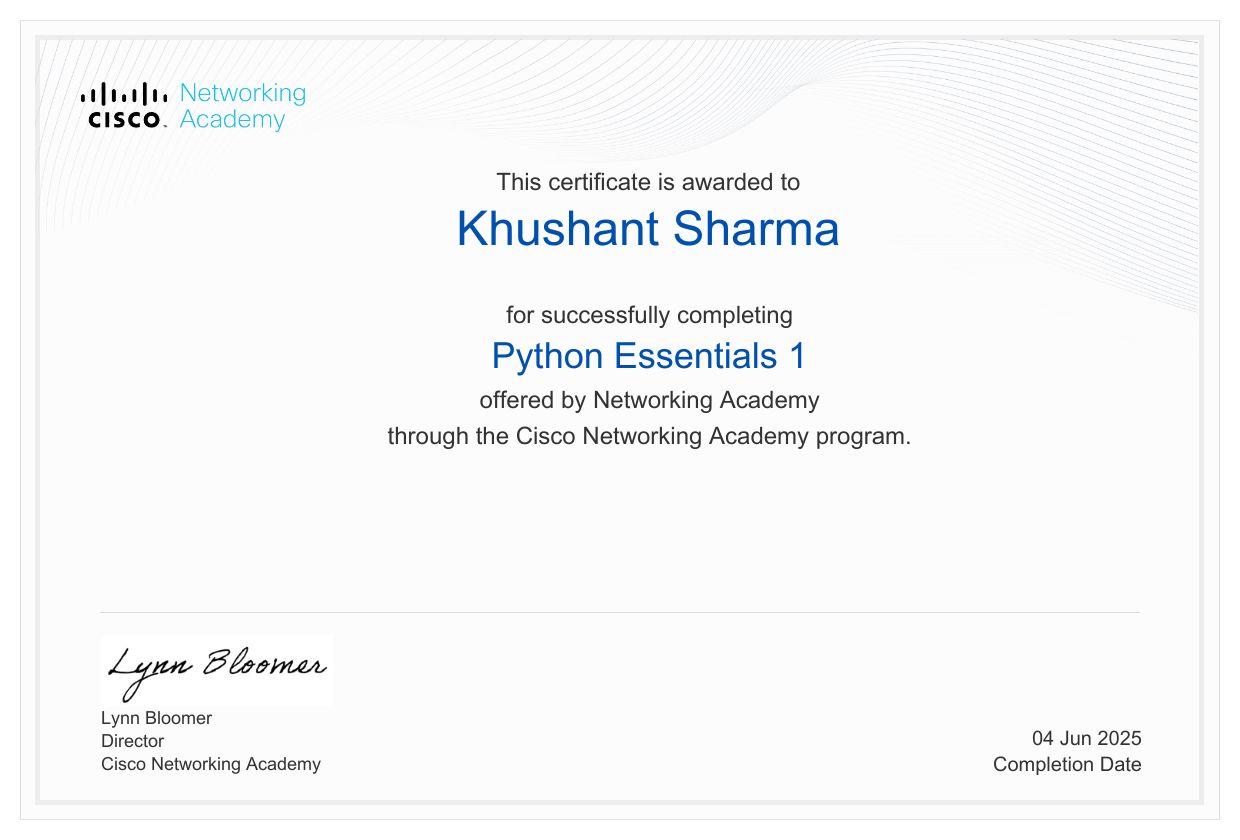 Networking
CISCO Academy
This certificate is awarded to
Khushant Sharma
for successfully completing
Python Essentials 1
offered by Networking Academy
through the Cisco Networking Academy program.
Lynn Bloomer
Lynn Bloomer
Director
Cisco Networking Academy
04 Jun 2025
Completion Date